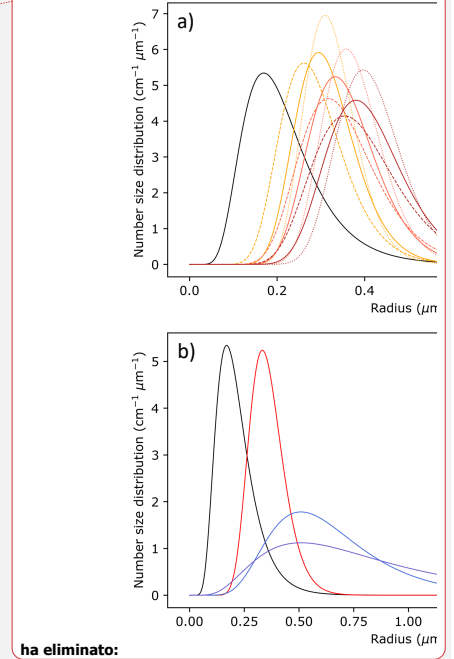 a)
Number size distribution (cm⁻¹ μm⁻¹)
7
6
5
4
3
2
1
0
0.0 0.2 0.4
Radius (μm
b)
Number size distribution (cm⁻¹ μm⁻¹)
5
4
3
2
1
0
0.00 0.25 0.50 0.75 1.00
Radius (μm
ha eliminato: